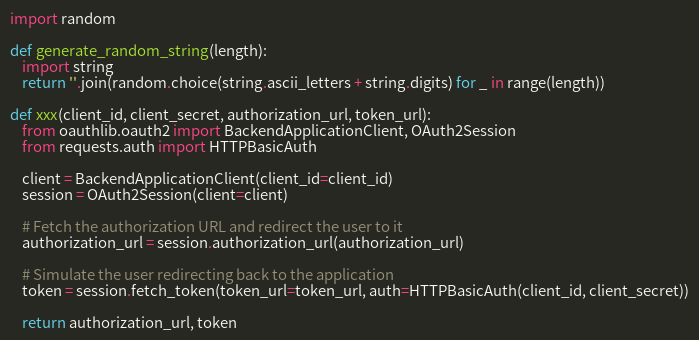 import random
def generate_random_string(length):
import string
return ''.join(random.choice(string.ascii_letters + string.digits) for _ in range(length))
def xxx(client_id, client_secret, authorization_url, token_url):
from oauthlib.oauth2 import BackendApplicationClient, OAuth2Session
from requests.auth import HTTPBasicAuth
client = BackendApplicationClient(client_id=client_id)
session = OAuth2Session(client=client)
# Fetch the authorization URL and redirect the user to it
authorization_url = session.authorization_url(authorization_url)
# Simulate the user redirecting back to the application
token = session.fetch_token(token_url=token_url, auth=HTTPBasicAuth(client_id, client_secret))
return authorization_url, token